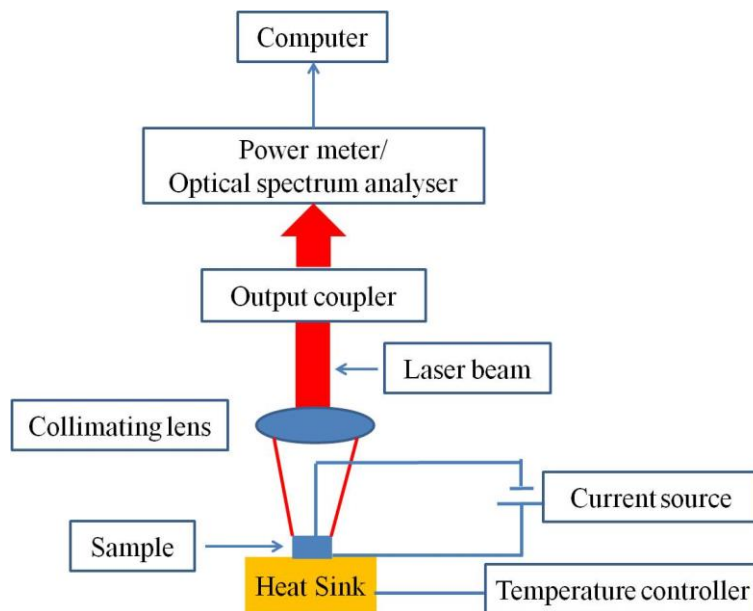 Computer
Power meter/
Optical spectrum analyser
Output coupler
Laser beam
Collimating lens
Current source
Sample
Heat Sink
Temperature controller